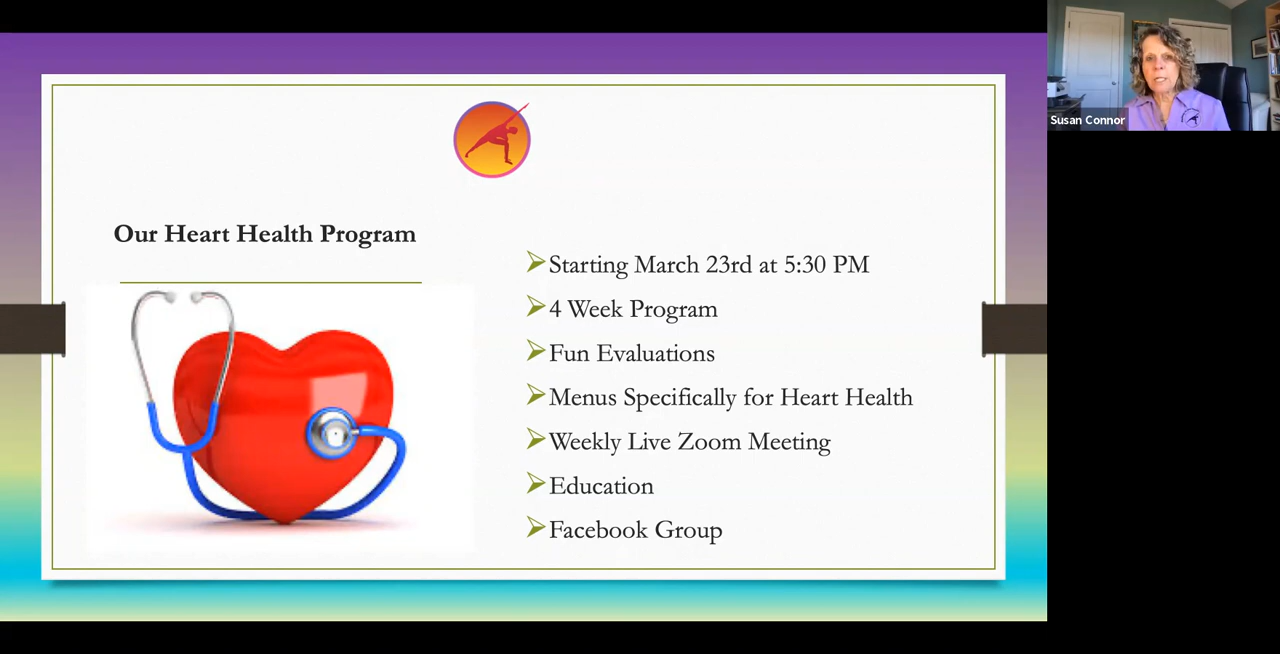 Susan Connor
Our Heart Health Program
Starting March 23rd at 5:30 PM
4 Week Program
Fun Evaluations
Menus Specifically for Heart Health
Weekly Live Zoom Meeting
Education
Facebook Group